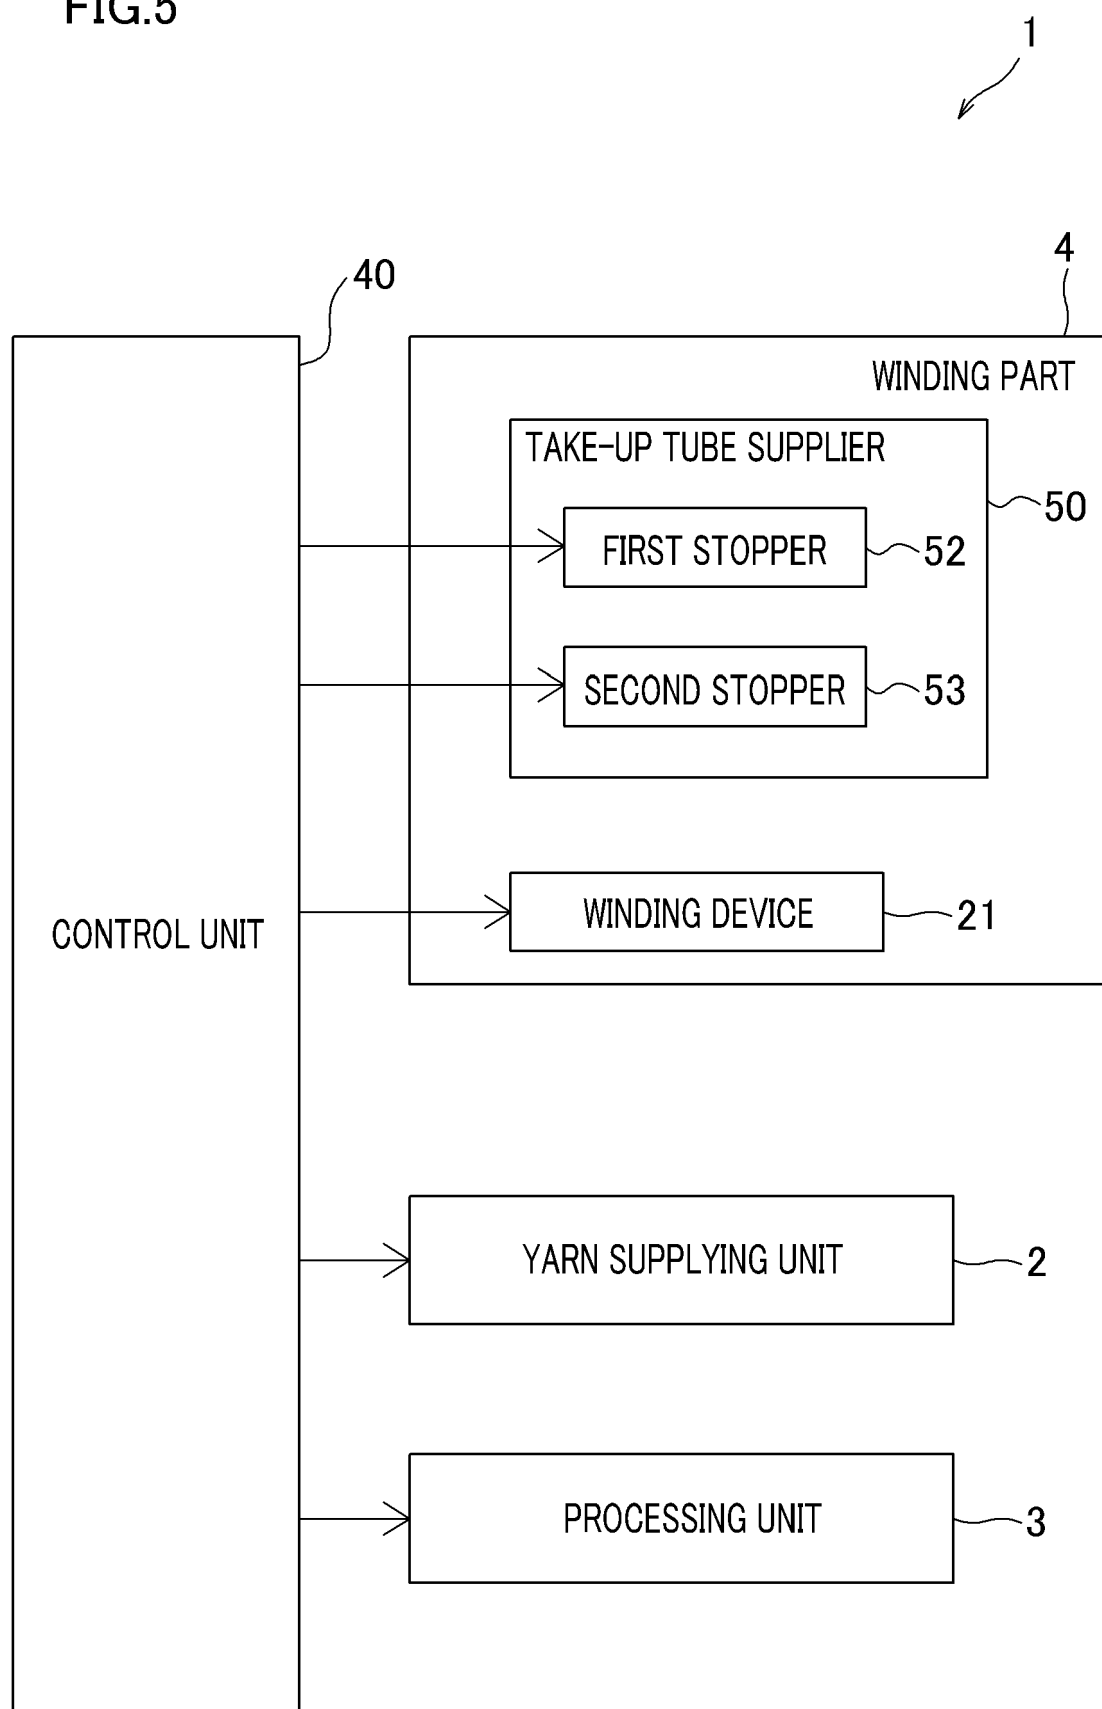 FIG.5
1
4
40
WINDING PART
TAKE-UP TUBE SUPPLIER
50
FIRST STOPPER
52
SECOND STOPPER
53
WINDING DEVICE
21
CONTROL UNIT
YARN SUPPLYING UNIT
2
PROCESSING UNIT
3